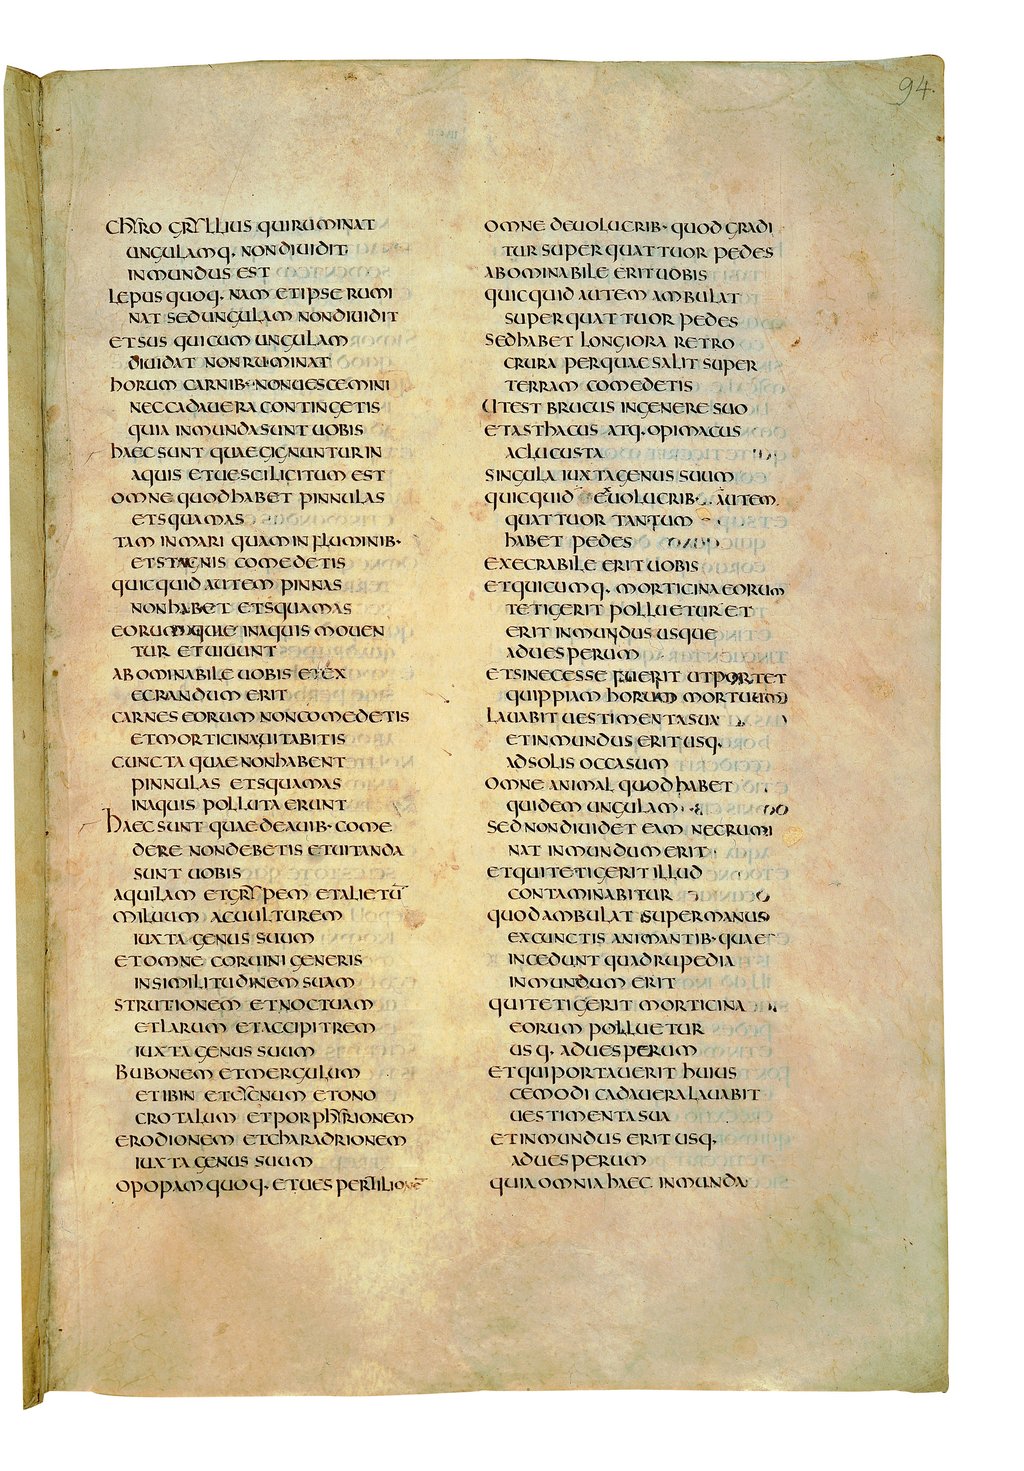 94.
CHYRO GRYLLIUS QUI RUMINAT
UNGULAMQ· NON DIUIDIT
INMUNDUS EST
LEPUS QUOQ· NAM ET IPSE RUMI
NAT SED UNGULAM NON DIUIDIT
ET SUS QUI CUM UNGULAM
DIUIDAT NON RUMINAT
HORUM CARNIB· NON UESCEMINI
NEC CADAUERA CONTINGETIS
QUIA INMUNDA SUNT UOBIS
HAEC SUNT QUAE GIGNUNTUR IN
AQUIS ET UESCI LICITUM EST
OMNE QUOD HABET PINNULAS
ET SQUAMAS
TAM IN MARI QUAM IN FLUMINIB·
ET STAGNIS COMEDETIS
QUICQUID AUTEM PINNAS
NON HABET ET SQUAMAS
EORUM QUIE IN AQUIS MOUEN
TUR ET UIUUNT
ABOMINABILE UOBIS ET EX
ECRANDUM ERIT
CARNES EORUM NON COMEDETIS
ET MORTICINA UITABITIS
CUNCTA QUAE NON HABENT
PINNULAS ET SQUAMAS
IN AQUIS POLLUTA ERUNT
HAEC SUNT QUAE DE AUIB· COME
DERE NON DEBETIS ET UITANDA
SUNT UOBIS
AQUILAM ET GRYPEM ET ALIETŪ
MILUUM AC UULTUREM
IUXTA GENUS SUUM
ET OMNE CORUINI GENERIS
IN SIMILITUDINEM SUAM
STRUTIONEM ET NOCTUAM
ET LARUM ET ACCIPITREM
IUXTA GENUS SUUM
BUBONEM ET MERGULUM
ET IBIN ET CYGNUM ET ONO
CROTALUM ET PORPHYRIONEM
ERODIONEM ET CHARADRIONEM
IUXTA GENUS SUUM
OPOPAM QUOQ· ET UESPERTILIONĒ
OMNE DE UOLUCRIB· QUOD GRADI
TUR SUPER QUATTUOR PEDES
ABOMINABILE ERIT UOBIS
QUICQUID AUTEM AMBULAT
SUPER QUATTUOR PEDES
SED HABET LONGIORA RETRO
CRURA PER QUAE SALIT SUPER
TERRAM COMEDETIS
UT EST BRUCUS IN GENERE SUO
ET ASTHACUS ATQ· OPIMACUS
AC LUCUSTA
SINGULA IUXTA GENUS SUUM
QUICQUID EX UOLUCRIB· AUTEM
QUATTUOR TANTUM
HABET PEDES
EXECRABILE ERIT UOBIS
ET QUICUMQ· MORTICINA EORUM
TETIGERIT POLLUETUR ET
ERIT INMUNDUS USQUE
AD UESPERUM
ET SI NECESSE FUERIT UT PORTET
QUIPPIAM HORUM MORTUUM
LAUABIT UESTIMENTA SUA
ET INMUNDUS ERIT USQ·
AD SOLIS OCCASUM
OMNE ANIMAL QUOD HABET
QUIDEM UNGULAM
SED NON DIUIDET EAM NEC RUMI
NAT INMUNDUM ERIT
ET QUI TETIGERIT ILLUD
CONTAMINABITUR
QUOD AMBULAT SUPER MANUS
EX CUNCTIS ANIMANTIB· QUAE
INCEDUNT QUADRUPEDIA
INMUNDUM ERIT
QUI TETIGERIT MORTICINA
EORUM POLLUETUR
USQ· AD UESPERUM
ET QUI PORTAUERIT HUIUS
CEMODI CADAUERA LAUABIT
UESTIMENTA SUA
ET INMUNDUS ERIT USQ·
AD UESPERUM
QUIA OMNIA HAEC INMUNDA